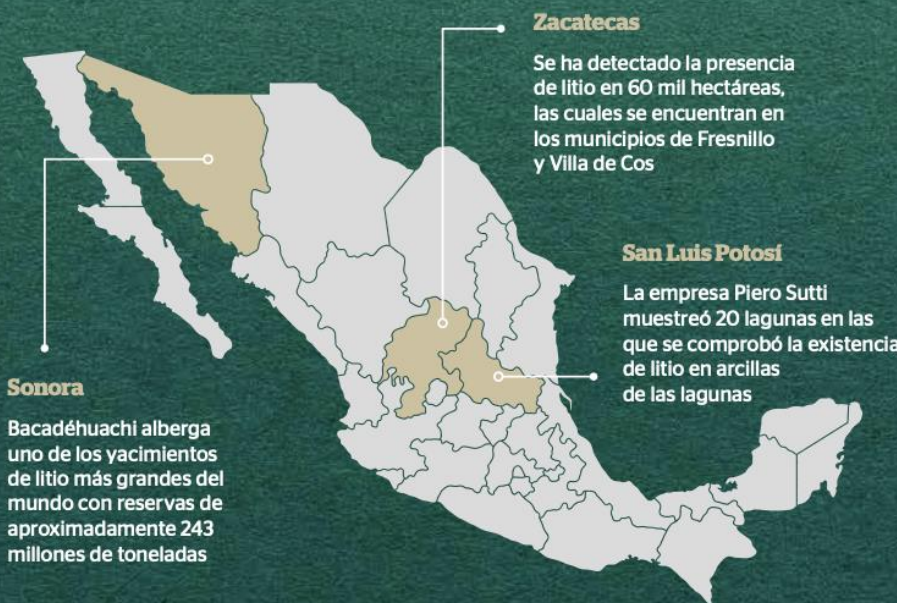 Zacatecas
Se ha detectado la presencia
de litio en 60 mil hectáreas,
las cuales se encuentran en
los municipios de Fresnillo
y Villa de Cos
San Luis Potosí
La empresa Piero Sutti
muestreó 20 lagunas en las
que se comprobó la existencia
de litio en arcillas
de las lagunas
Sonora
Bacadéhuachi alberga
uno de los yacimientos
de litio más grandes del
mundo con reservas de
aproximadamente 243
millones de toneladas